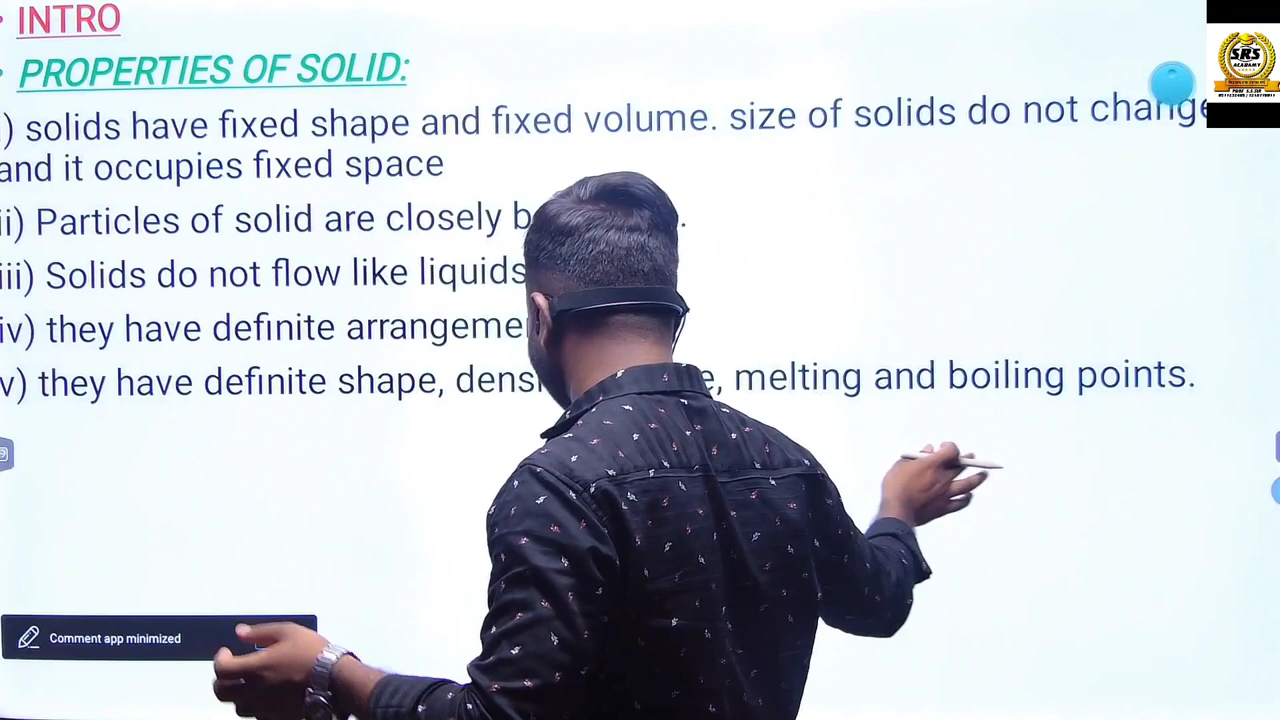 INTRO
PROPERTIES OF SOLID:
) solids have fixed shape and fixed volume. size of solids do not change
and it occupies fixed space
ii) Particles of solid are closely
iii) Solids do not flow like liquids
iv) they have definite
v) they have definite shape, melting and boiling points.
Comment app minimized
SRS
ACADEMY